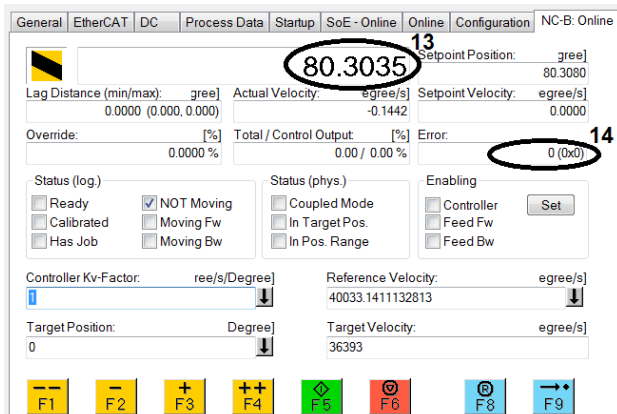 General EtherCAT DC Process Data Startup SoE - Online Online Configuration NC-B: Online
13
80.3035
Setpoint Position: gree]
80.3080
Lag Distance (min/max): gree] Actual Velocity: egree/s] Setpoint Velocity: egree/s]
0.0000 (0.000, 0.000) -0.1442 0.0000
Override: [%] Total / Control Output: [%] Error: 14
0.0000 % 0.00 / 0.00 % 0 (0x0)
Status (log.) Status (phys.) Enabling
Ready NOT Moving Coupled Mode Controller Set
Calibrated Moving Fw In Target Pos. Feed Fw
Has Job Moving Bw In Pos. Range Feed Bw
Controller Kv-Factor: ree/s/Degree] Reference Velocity: egree/s]
1 40033.1411132813
Target Position: Degree] Target Velocity: egree/s]
0 36393
-- - + ++ R
F1 F2 F3 F4 F5 F6 F8 F9